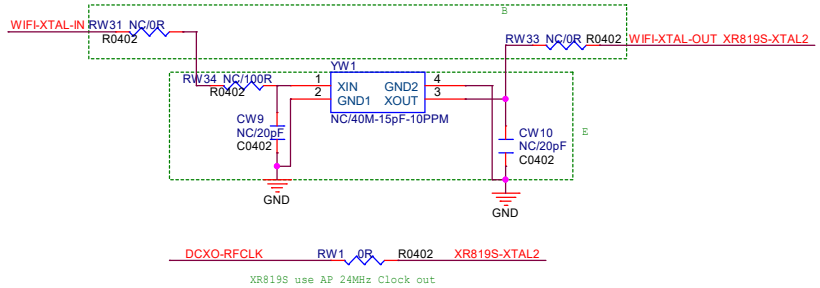 B
WIFI-XTAL-IN RW31 NC/0R
R0402
RW33 NC/0R R0402 WIFI-XTAL-OUT XR819S-XTAL2
YW1
RW34 NC/100R
R0402
1 XIN GND2 4
2 GND1 XOUT 3
NC/40M-15pF-10PPM
CW9
NC/20pF
C0402
CW10
NC/20pF
C0402
E
GND
GND
DCXO-RFCLK RW1 0R R0402 XR819S-XTAL2
XR819S use AP 24MHz Clock out